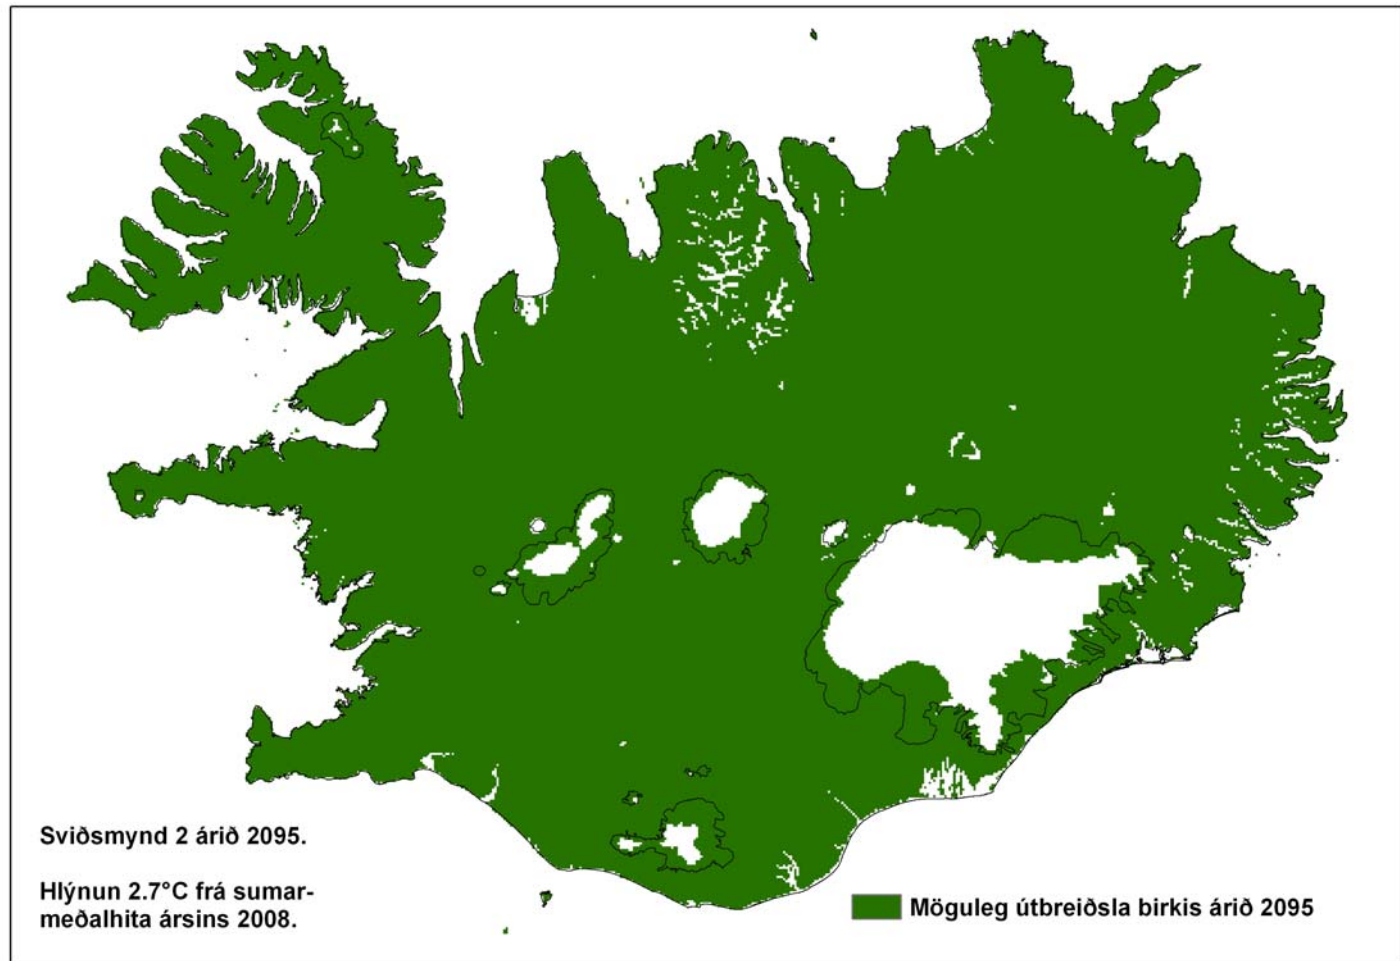 Sviðsmynd 2 árið 2095.
Hlýnun 2.7°C frá sumar-
meðalhita ársins 2008.
Möguleg útbreiðsla birkis árið 2095